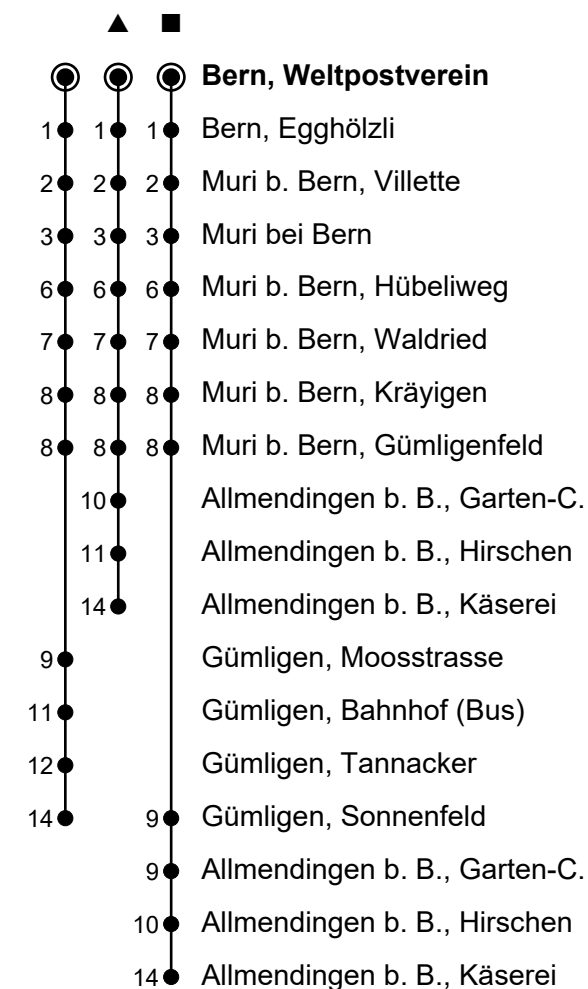 ▲ ■
Bern, Weltpostverein
1 1 1 Bern, Egghölzli
2 2 2 Muri b. Bern, Villette
3 3 3 Muri bei Bern
6 6 6 Muri b. Bern, Hübeliweg
7 7 7 Muri b. Bern, Waldried
8 8 8 Muri b. Bern, Kräyigen
8 8 8 Muri b. Bern, Gümligenfeld
10 Allmendingen b. B., Garten-C.
11 Allmendingen b. B., Hirschen
14 Allmendingen b. B., Käserei
9 Gümligen, Moosstrasse
11 Gümligen, Bahnhof (Bus)
12 Gümligen, Tannacker
14 9 Gümligen, Sonnenfeld
9 Allmendingen b. B., Garten-C.
10 Allmendingen b. B., Hirschen
14 Allmendingen b. B., Käserei